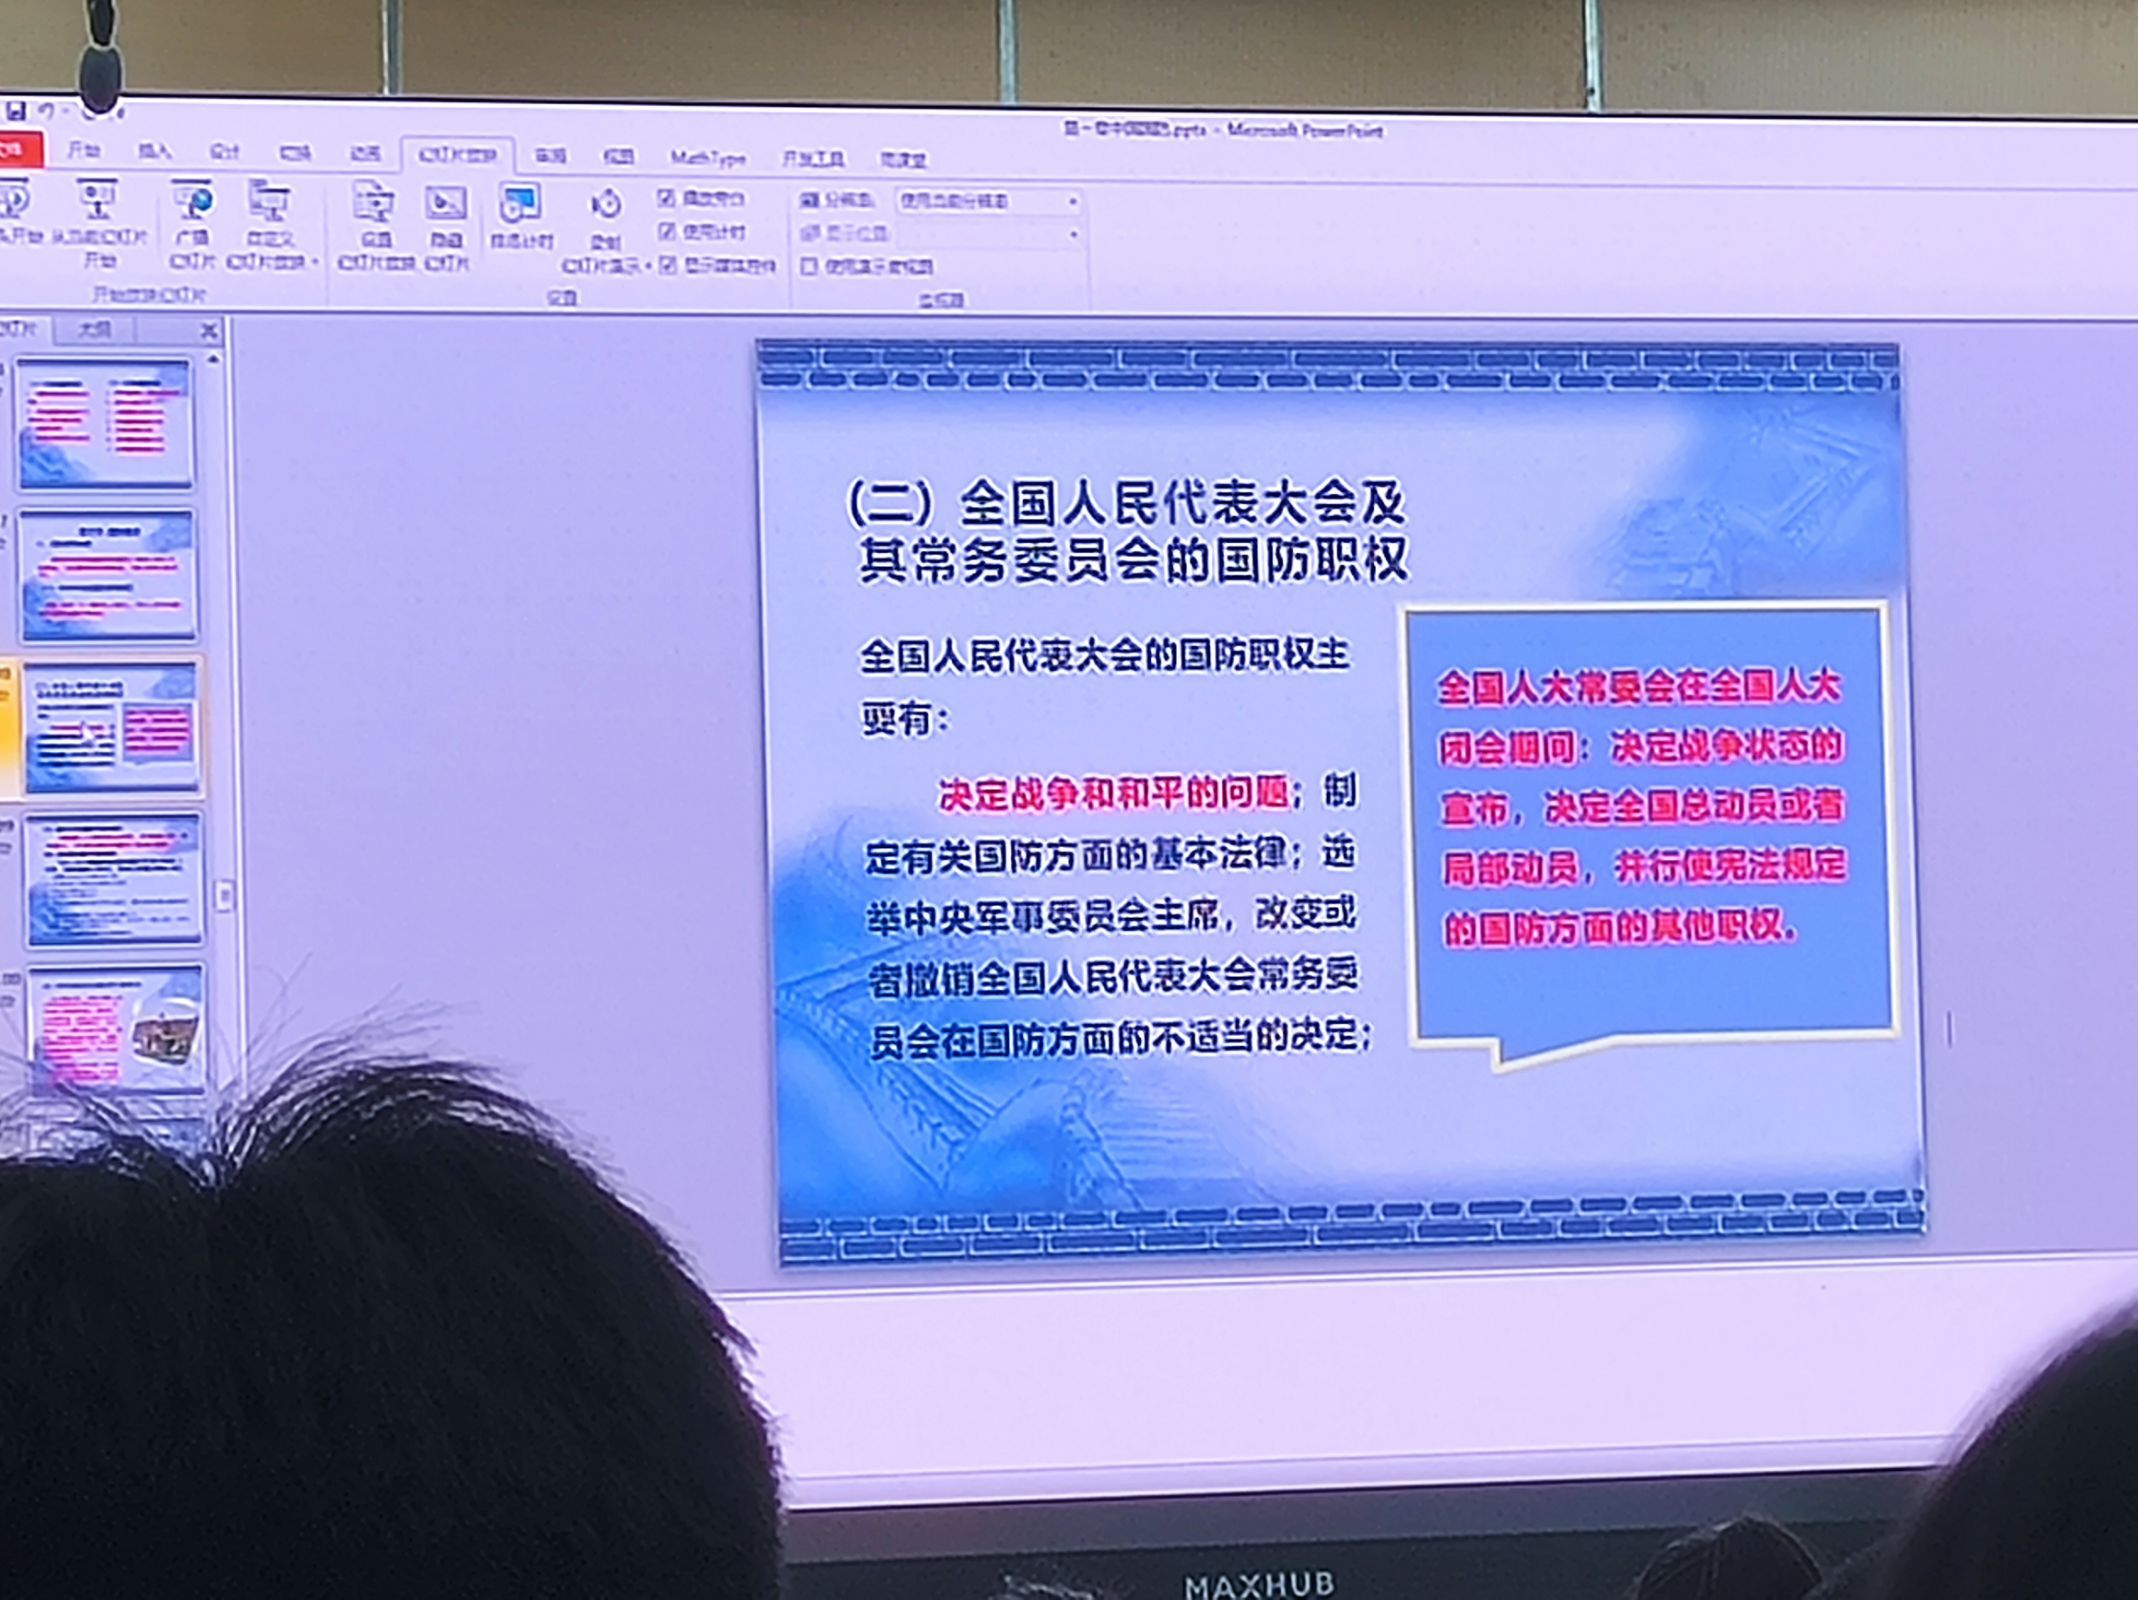 Microsoft PowerPoint
开始 插入 设计 切换 动画 幻灯片放映 审阅 视图 MathType 开发工具 雨课堂
播放旁白
分辨率: 使用当前分辨率
从当前幻灯片
开始
广播
幻灯片
自定义
幻灯片放映
设置
幻灯片放映
隐藏
幻灯片
排练计时
录制
幻灯片演示
使用计时
显示位置:
显示媒体控件
使用演示者视图
开始放映幻灯片
设置
监视器
大纲
（二）全国人民代表大会及
其常务委员会的国防职权
全国人民代表大会的国防职权主
要有：
决定战争和和平的问题；制
定有关国防方面的基本法律；选
举中央军事委员会主席，改变或
者撤销全国人民代表大会常务委
员会在国防方面的不适当的决定；
全国人大常委会在全国人大
闭会期间：决定战争状态的
宣布，决定全国总动员或者
局部动员，并行使宪法规定
的国防方面的其他职权。
MAXHUB